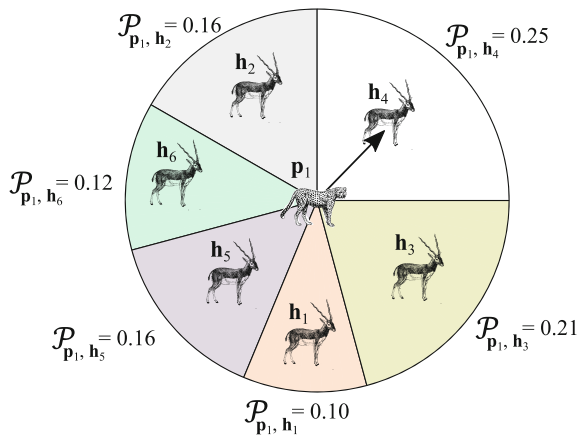 𝒫p1, h2 = 0.16
𝒫p1, h4 = 0.25
h2
h4
h6
p1
𝒫p1, h6 = 0.12
h5
h3
h1
𝒫p1, h5 = 0.16
𝒫p1, h3 = 0.21
𝒫p1, h1 = 0.10